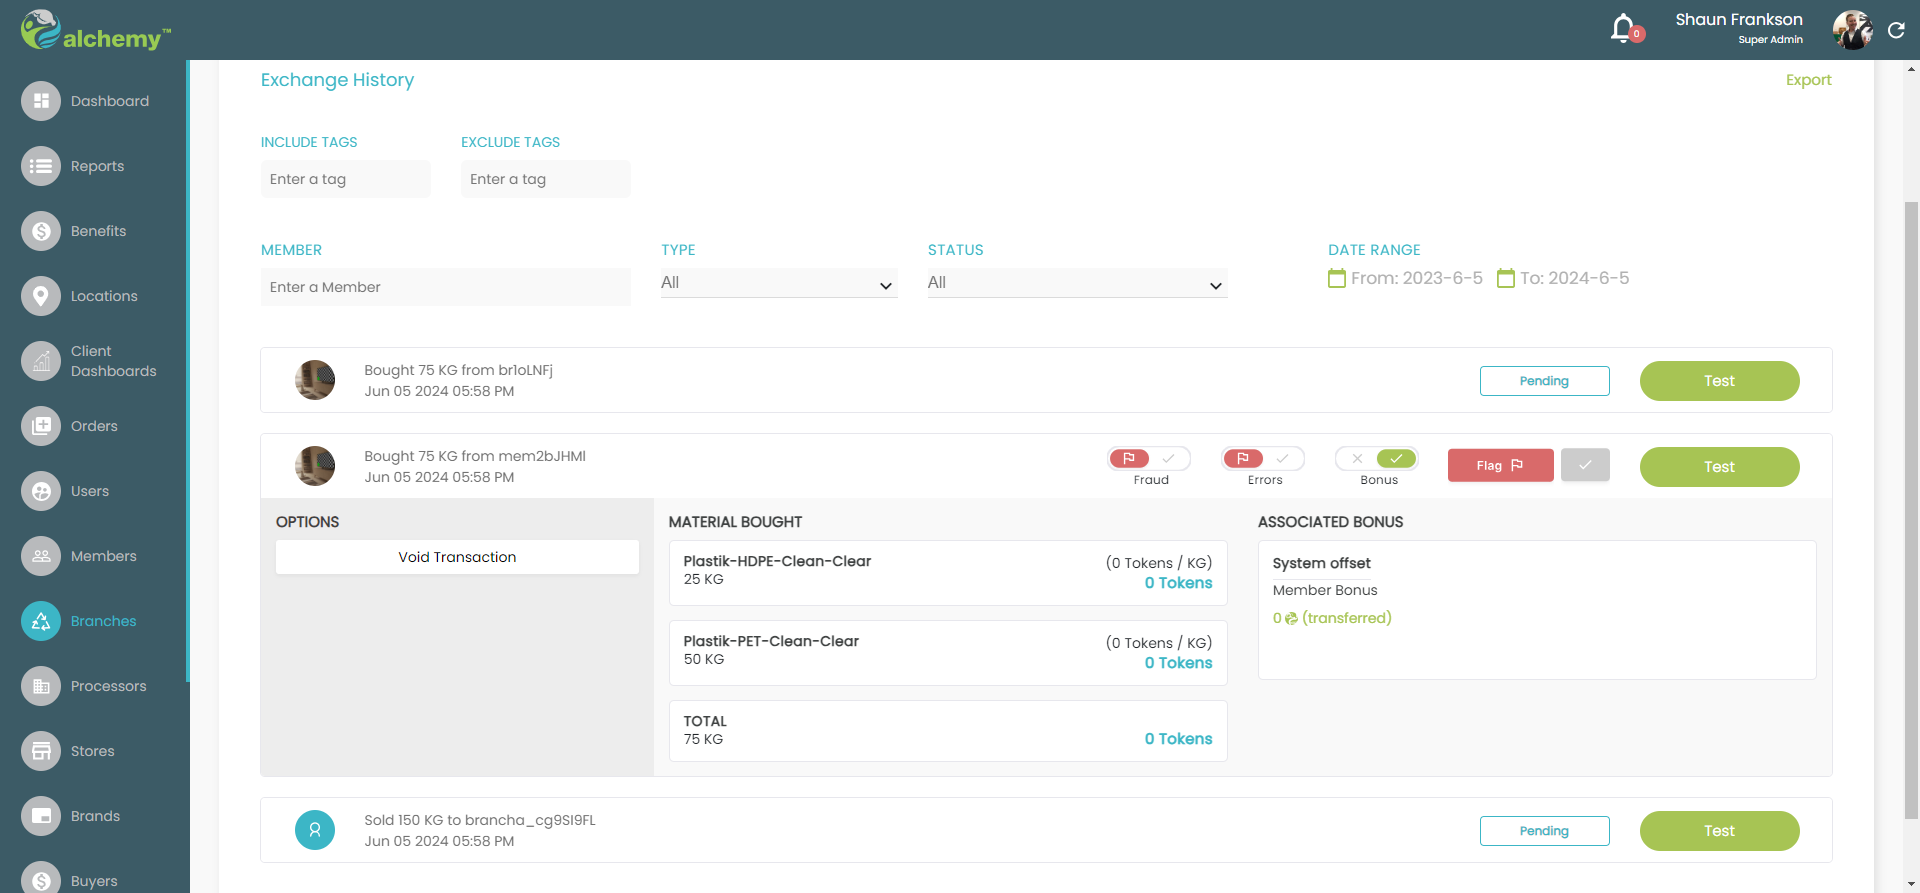 alchemy™
0
Shaun Frankson
Super Admin
Dashboard
Reports
Benefits
Locations
Client
Dashboards
Orders
Users
Members
Branches
Processors
Stores
Brands
Buyers
Exchange History
Export
INCLUDE TAGS
EXCLUDE TAGS
Enter a tag
Enter a tag
MEMBER
TYPE
STATUS
DATE RANGE
Enter a Member
All
All
From: 2023-6-5
To: 2024-6-5
Bought 75 KG from br1oLNFj
Jun 05 2024 05:58 PM
Pending
Test
Bought 75 KG from mem2bJHMl
Jun 05 2024 05:58 PM
Fraud
Errors
Bonus
Flag
Test
OPTIONS
Void Transaction
MATERIAL BOUGHT
Plastik-HDPE-Clean-Clear
25 KG
(0 Tokens / KG)
0 Tokens
Plastik-PET-Clean-Clear
50 KG
(0 Tokens / KG)
0 Tokens
TOTAL
75 KG
0 Tokens
ASSOCIATED BONUS
System offset
Member Bonus
0 (transferred)
Sold 150 KG to brancha_cg9SI9FL
Jun 05 2024 05:58 PM
Pending
Test